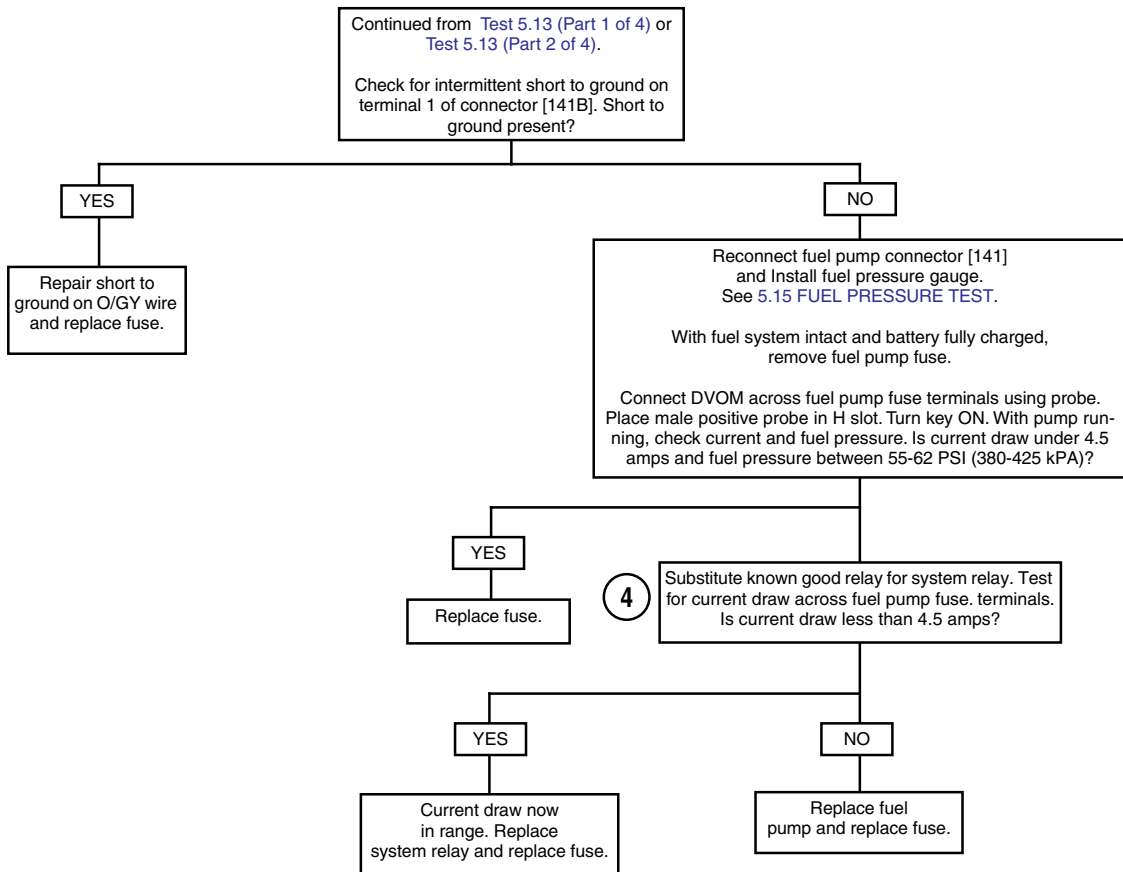 Continued from Test 5.13 (Part 1 of 4) or
Test 5.13 (Part 2 of 4).
Check for intermittent short to ground on
terminal 1 of connector [141B]. Short to
ground present?
YES
NO
Repair short to
ground on O/GY wire
and replace fuse.
Reconnect fuel pump connector [141]
and Install fuel pressure gauge.
See 5.15 FUEL PRESSURE TEST.
With fuel system intact and battery fully charged,
remove fuel pump fuse.
Connect DVOM across fuel pump fuse terminals using probe.
Place male positive probe in H slot. Turn key ON. With pump run-
ning, check current and fuel pressure. Is current draw under 4.5
amps and fuel pressure between 55-62 PSI (380-425 kPA)?
YES
Replace fuse.
4
Substitute known good relay for system relay. Test
for current draw across fuel pump fuse. terminals.
Is current draw less than 4.5 amps?
YES
NO
Current draw now
in range. Replace
system relay and replace fuse.
Replace fuel
pump and replace fuse.